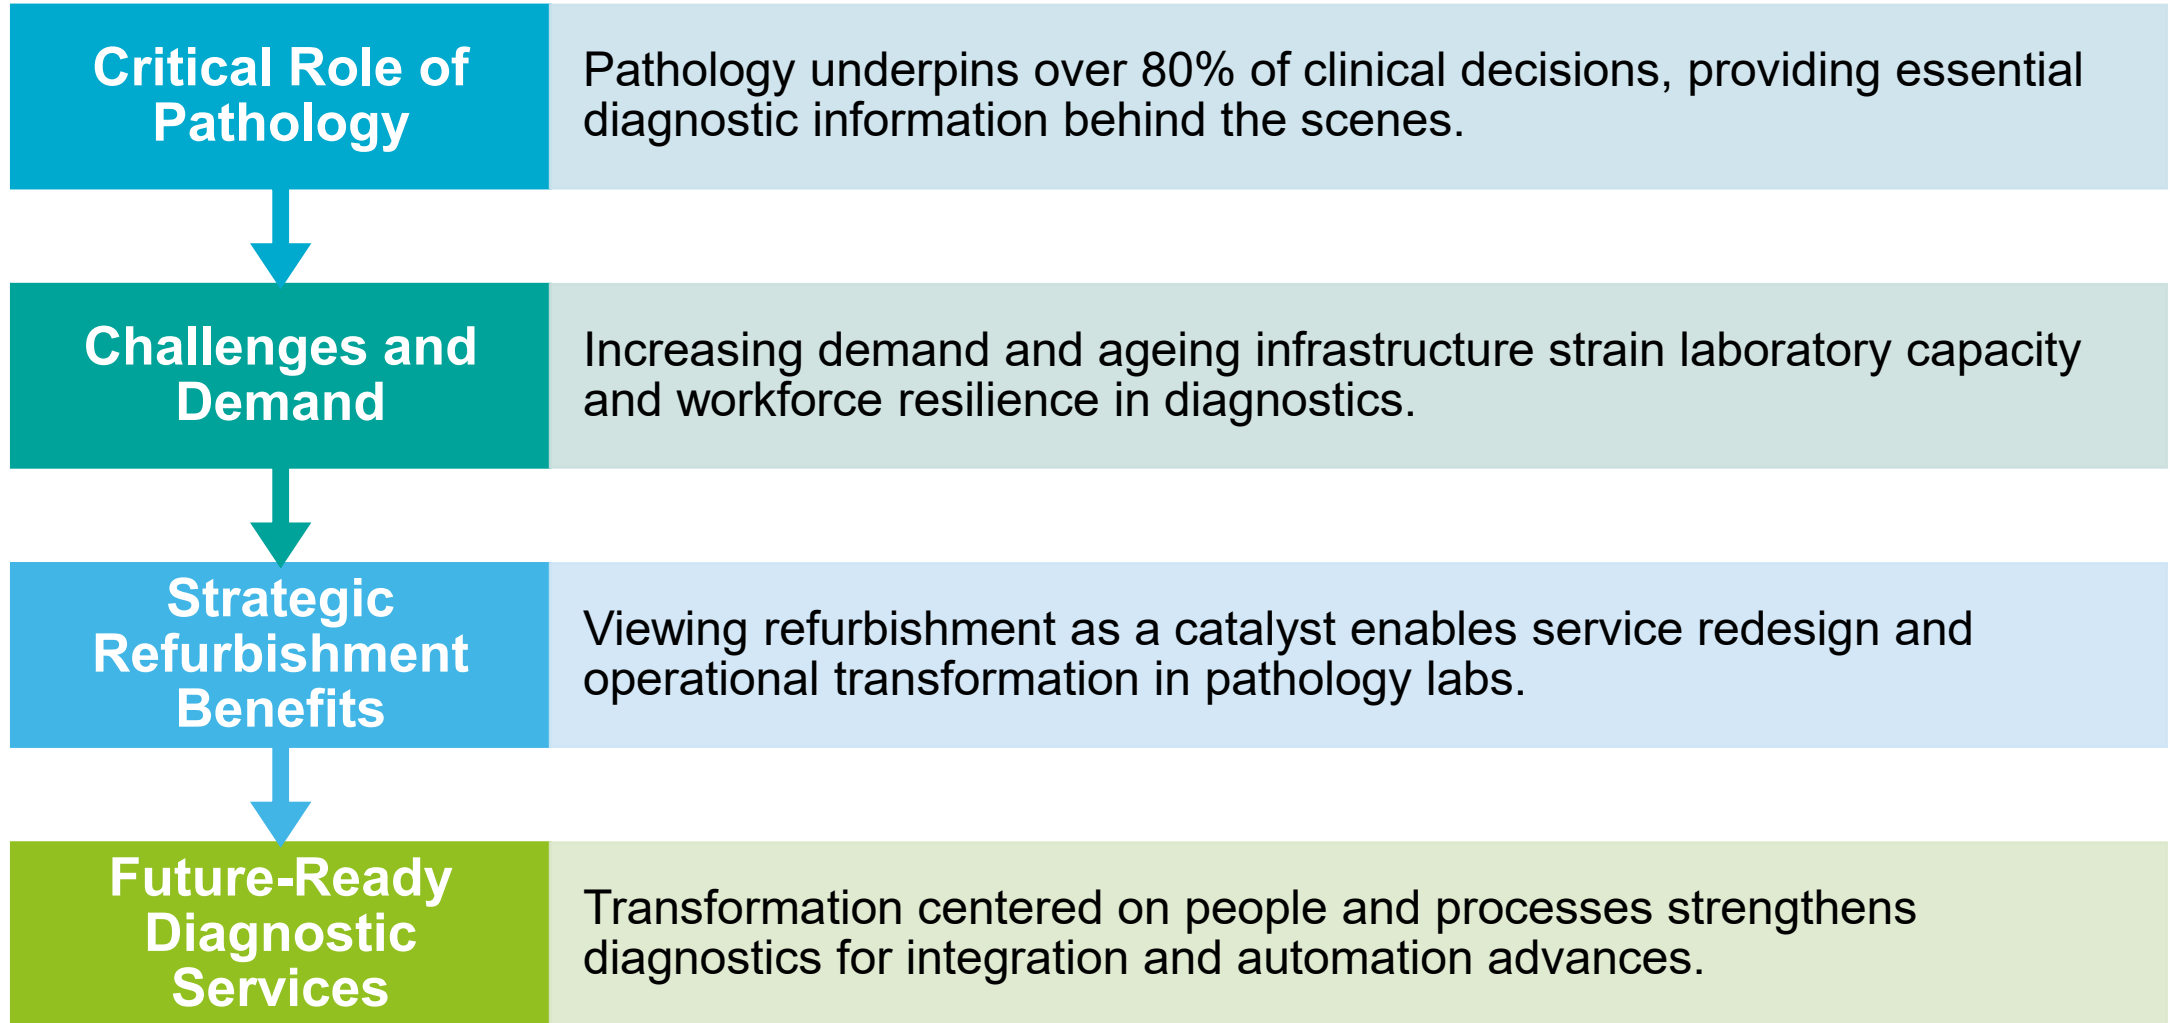 Critical Role of
Pathology
Pathology underpins over 80% of clinical decisions, providing essential
diagnostic information behind the scenes.
Challenges and
Demand
Increasing demand and ageing infrastructure strain laboratory capacity
and workforce resilience in diagnostics.
Strategic
Refurbishment
Benefits
Viewing refurbishment as a catalyst enables service redesign and
operational transformation in pathology labs.
Future-Ready
Diagnostic
Services
Transformation centered on people and processes strengthens
diagnostics for integration and automation advances.